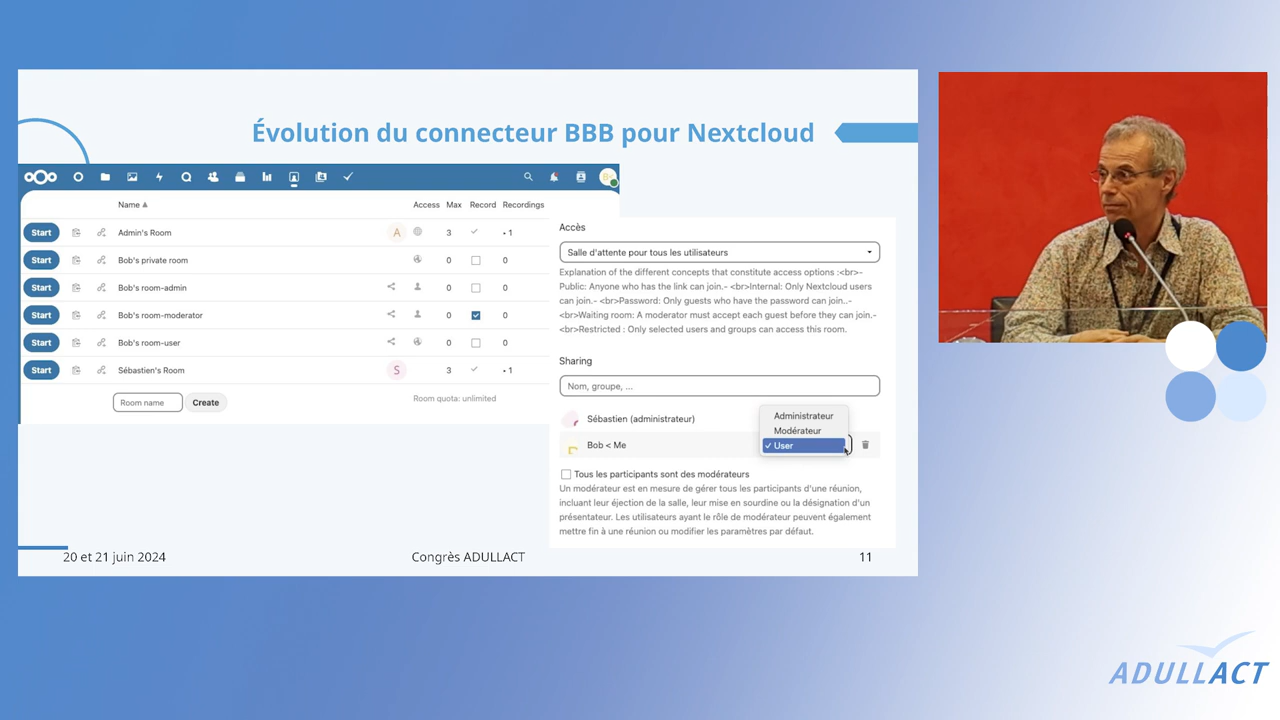 Évolution du connecteur BBB pour Nextcloud
Name ▲ Access Max Record Recordings
Start Admin's Room A 3 ✓ ▸ 1
Start Bob's private room 0 0
Start Bob's room-admin 0 0
Start Bob's room-moderator 0 0
Start Bob's room-user 0 0
Start Sébastien's Room S 3 ✓ ▸ 1
Room name Create Room quota: unlimited
Accès
Salle d'attente pour tous les utilisateurs
Explanation of the different concepts that constitute access options :<br>-
Public: Anyone who has the link can join.- <br>Internal: Only Nextcloud users
can join.- <br>Password: Only guests who have the password can join..-
<br>Waiting room: A moderator must accept each guest before they can join.-
<br>Restricted : Only selected users and groups can access this room.
Sharing
Nom, groupe, ...
Sébastien (administrateur)
Bob < Me
Administrateur
Modérateur
✓ User
Tous les participants sont des modérateurs
Un modérateur est en mesure de gérer tous les participants d'une réunion,
incluant leur éjection de la salle, leur mise en sourdine ou la désignation d'un
présentateur. Les utilisateurs ayant le rôle de modérateur peuvent également
mettre fin à une réunion ou modifier les paramètres par défaut.
20 et 21 juin 2024 Congrès ADULLACT 11
ADULLACT